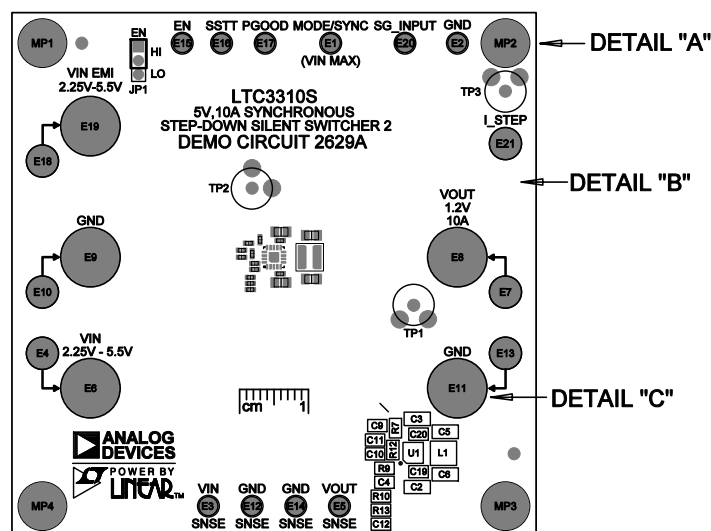 EN SSTT PGOOD MODE/SYNC SG_INPUT GND
MP1 E15 E16 E17 E1 E20 E2 MP2 DETAIL "A"
(VIN MAX)
EN
HI
LO
JP1
VIN EMI
2.25V-5.5V
E19
E18
LTC3310S
5V,10A SYNCHRONOUS
STEP-DOWN SILENT SWITCHER 2
DEMO CIRCUIT 2629A
TP3
I_STEP
E21
TP2
DETAIL "B"
GND
E9
E10
VOUT
1.2V
10A
E8
E7
TP1
E4
VIN
2.25V - 5.5V
E6
GND
E13
E11
DETAIL "C"
cm 1
C9 R7 C3
C11 C20 C5
C10 R12 U1 L1
R9 C19 C6
C4 C2
R10
R13
C12
ANALOG
DEVICES
POWER BY
LINEAR™
MP4 MP3
VIN GND GND VOUT
E3 E12 E14 E5
SNSE SNSE SNSE SNSE